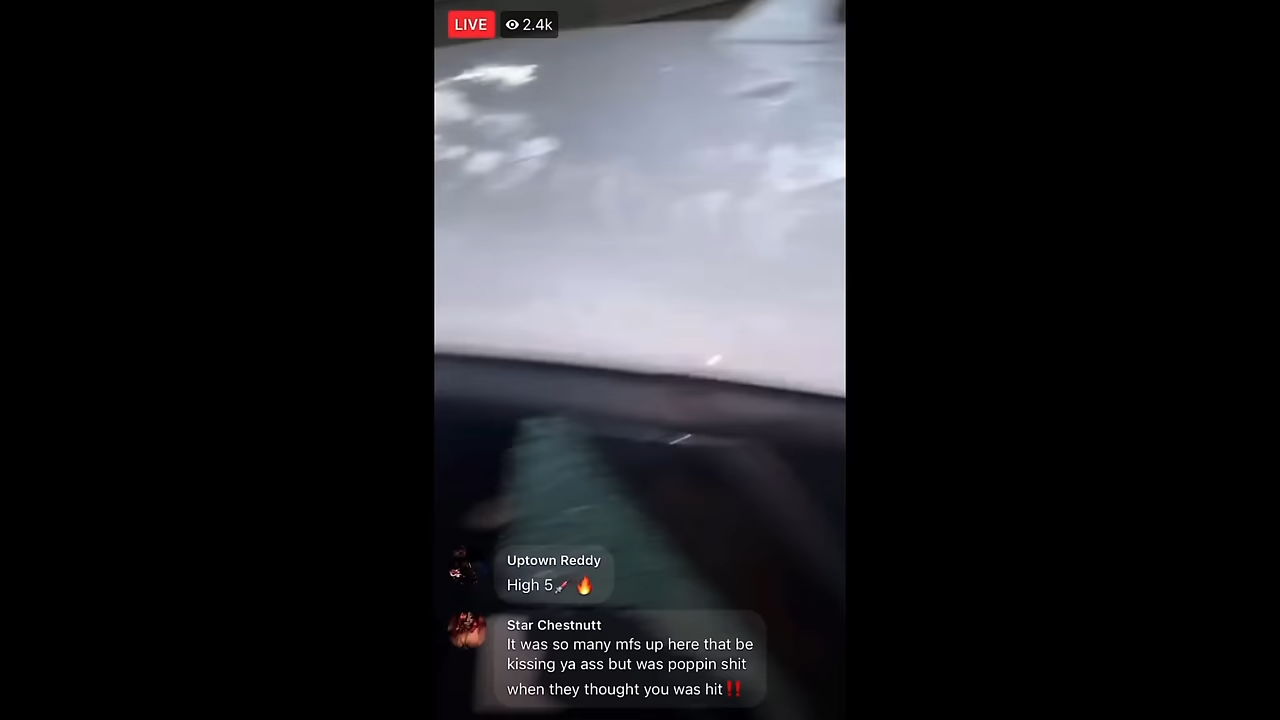 LIVE 2.4k
Uptown Reddy
High 5🚀 🔥
Star Chestnutt
It was so many mfs up here that be
kissing ya ass but was poppin shit
when they thought you was hit‼️